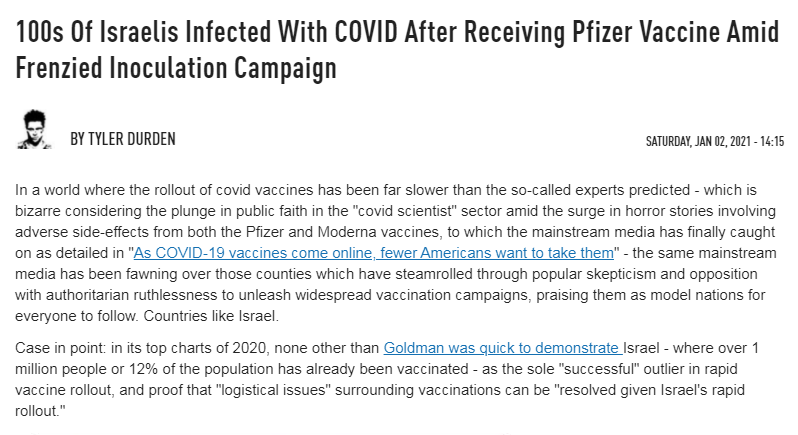 100s Of Israelis Infected With COVID After Receiving Pfizer Vaccine Amid
Frenzied Inoculation Campaign
BY TYLER DURDEN
SATURDAY, JAN 02, 2021 - 14:15
In a world where the rollout of covid vaccines has been far slower than the so-called experts predicted - which is
bizarre considering the plunge in public faith in the "covid scientist" sector amid the surge in horror stories involving
adverse side-effects from both the Pfizer and Moderna vaccines, to which the mainstream media has finally caught
on as detailed in "As COVID-19 vaccines come online, fewer Americans want to take them" - the same mainstream
media has been fawning over those counties which have steamrolled through popular skepticism and opposition
with authoritarian ruthlessness to unleash widespread vaccination campaigns, praising them as model nations for
everyone to follow. Countries like Israel.
Case in point: in its top charts of 2020, none other than Goldman was quick to demonstrate Israel - where over 1
million people or 12% of the population has already been vaccinated - as the sole "successful" outlier in rapid
vaccine rollout, and proof that "logistical issues" surrounding vaccinations can be "resolved given Israel's rapid
rollout."